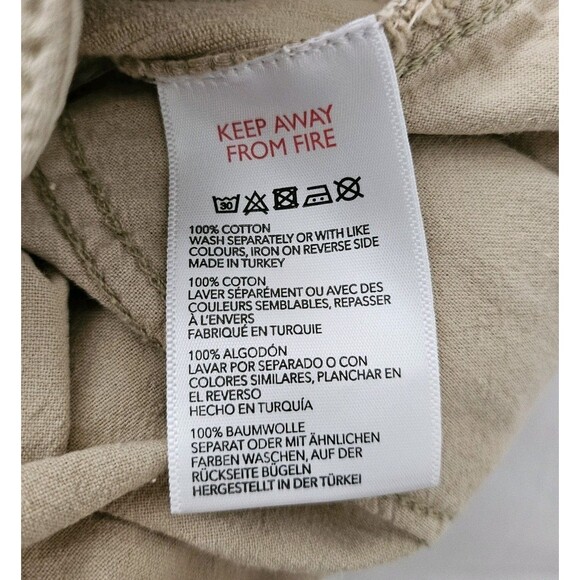 KEEP AWAY
FROM FIRE
30
100% COTTON
WASH SEPARATELY OR WITH LIKE
COLOURS, IRON ON REVERSE SIDE
MADE IN TURKEY
100% COTON
LAVER SÉPARÉMENT OU AVEC DES
COULEURS SEMBLABLES, REPASSER
À L'ENVERS
FABRIQUÉ EN TURQUIE
100% ALGODÓN
LAVAR POR SEPARADO O CON
COLORES SIMILARES, PLANCHAR EN
EL REVERSO
HECHO EN TURQUÍA
100% BAUMWOLLE
SEPARAT ODER MIT ÄHNLICHEN
FARBEN WASCHEN, AUF DER
RÜCKSEITE BÜGELN
HERGESTELLT IN DER TÜRKEI